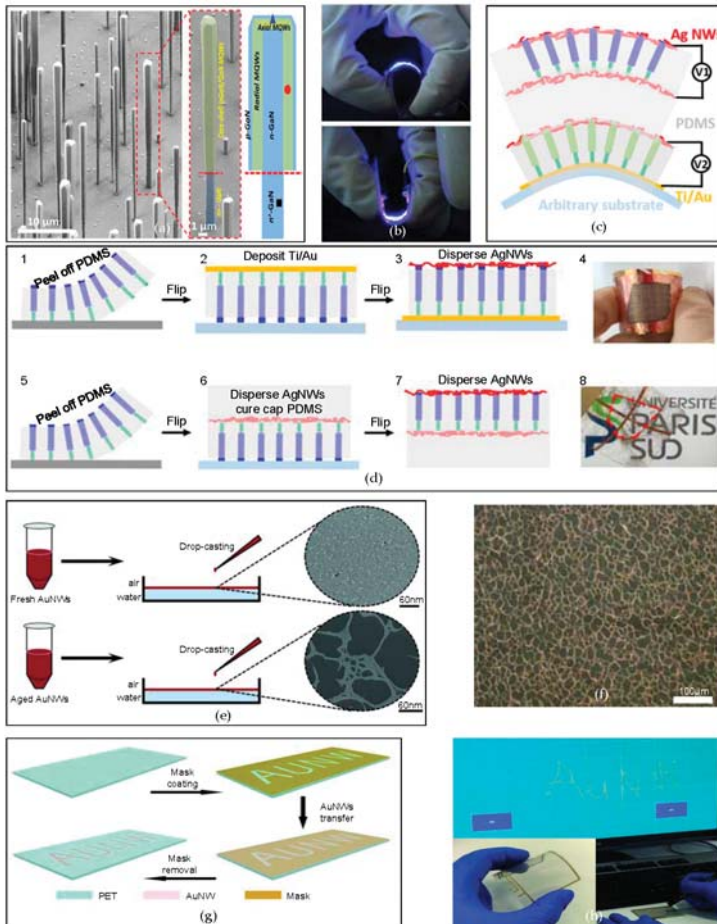 10 µm
(a)
1 µm
Axial MQWs
Radial MQWs
p-GaN
n-GaN
n⁺-GaN
(b)
Ag NW
V1
PDMS
V2
Ti/Au
Arbitrary substrate
(c)
1
Peel off PDMS
Flip
2
Deposit Ti/Au
Flip
3
Disperse AgNWs
4
5
Peel off PDMS
Flip
6
Disperse AgNWs
cure cap PDMS
Flip
7
Disperse AgNWs
8
UNIVERSITÉ
PARIS
SUD
(d)
Fresh AuNWs
Drop-casting
air
water
60nm
Aged AuNWs
Drop-casting
air
water
60nm
(e)
(f)
100µm
Mask
coating
AUNW
AuNWs
transfer
AUNW
Mask
removal
AUNW
PET
AuNW
Mask
(g)
(h)